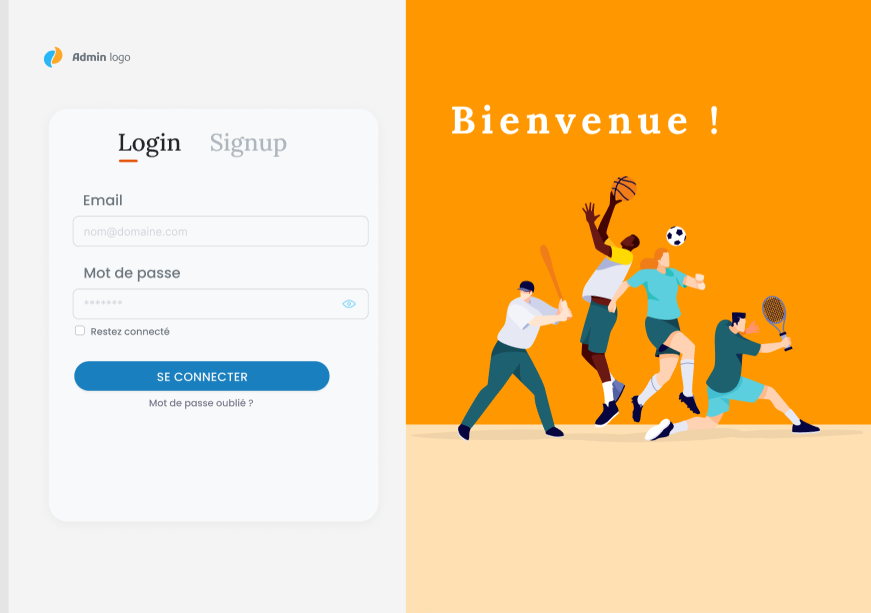 Admin logo
Login Signup
Email
nom@domaine.com
Mot de passe
*******
Restez connecté
SE CONNECTER
Mot de passe oublié ?
Bienvenue !